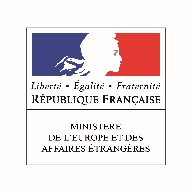 Liberté • Égalité • Fraternité
RÉPUBLIQUE FRANÇAISE
MINISTÈRE
DE L'EUROPE ET DES
AFFAIRES ÉTRANGÈRES